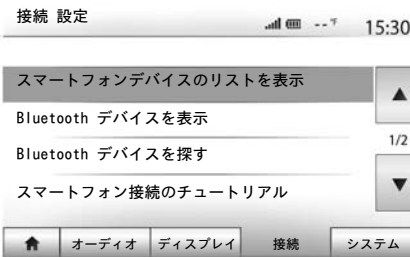 接続 設定
--°F 15:30
スマートフォンデバイスのリストを表示
Bluetooth デバイスを表示
1/2
Bluetooth デバイスを探す
スマートフォン接続のチュートリアル
オーディオ ディスプレイ 接続 システム